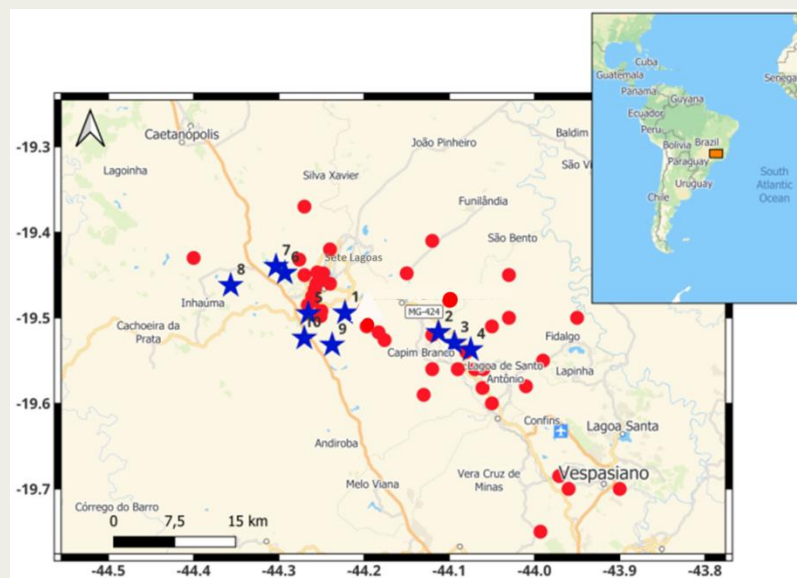 Cuba
Guatemala
Panamá
Guyana
Ecuador
Peru
Brazil
Bolivia
Paraguay
Uruguay
Chile
South
Atlantic
Ocean
Senega
-19.3
-19.4
-19.5
-19.6
-19.7
Caetanópolis
Baldim
João Pinheiro
Lagoinha
São Vi
Silva Xavier
Funilândia
São Bento
Sete Lagoas
7
6
8
Inhaúma
5
1
MG-424
2
3
4
10
9
Cachoeira da
Prata
Capim Branco
Fidalgo
Lagoa de Santo
Antônio
Lapinha
Confins
Lagoa Santa
Andiroba
Vera Cruz de
Minas
Vespasiano
Melo Viana
Córrego do Barro
0 7,5 15 km
-44.5 -44.4 -44.3 -44.2 -44.1 -44.0 -43.9 -43.8